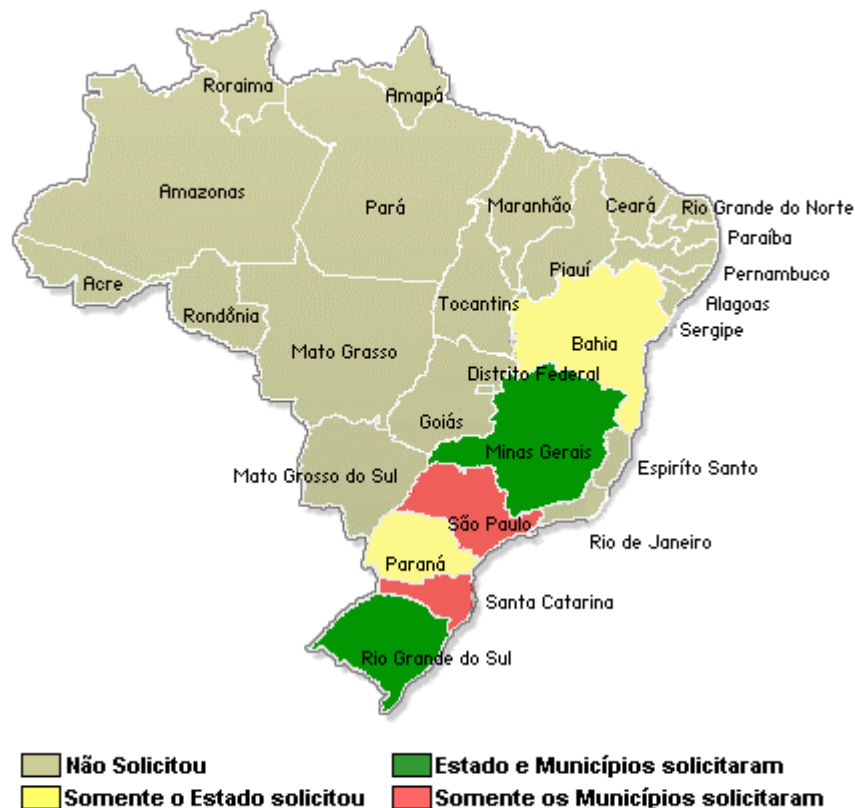 Roraima
Amapá
Amazonas
Pará
Maranhão
Ceará
Rio Grande do Norte
Paraíba
Piauí
Pernambuco
Acre
Tocantins
Alagoas
Rondônia
Sergipe
Bahia
Mato Grasso
Distrito Federal
Goiás
Minas Gerais
Mato Grosso do Sul
Espiríto Santo
São Paulo
Rio de Janeiro
Paraná
Santa Catarina
Rio Grande do Sul
Não Solicitou
Estado e Municípios solicitaram
Somente o Estado solicitou
Somente os Municípios solicitaram